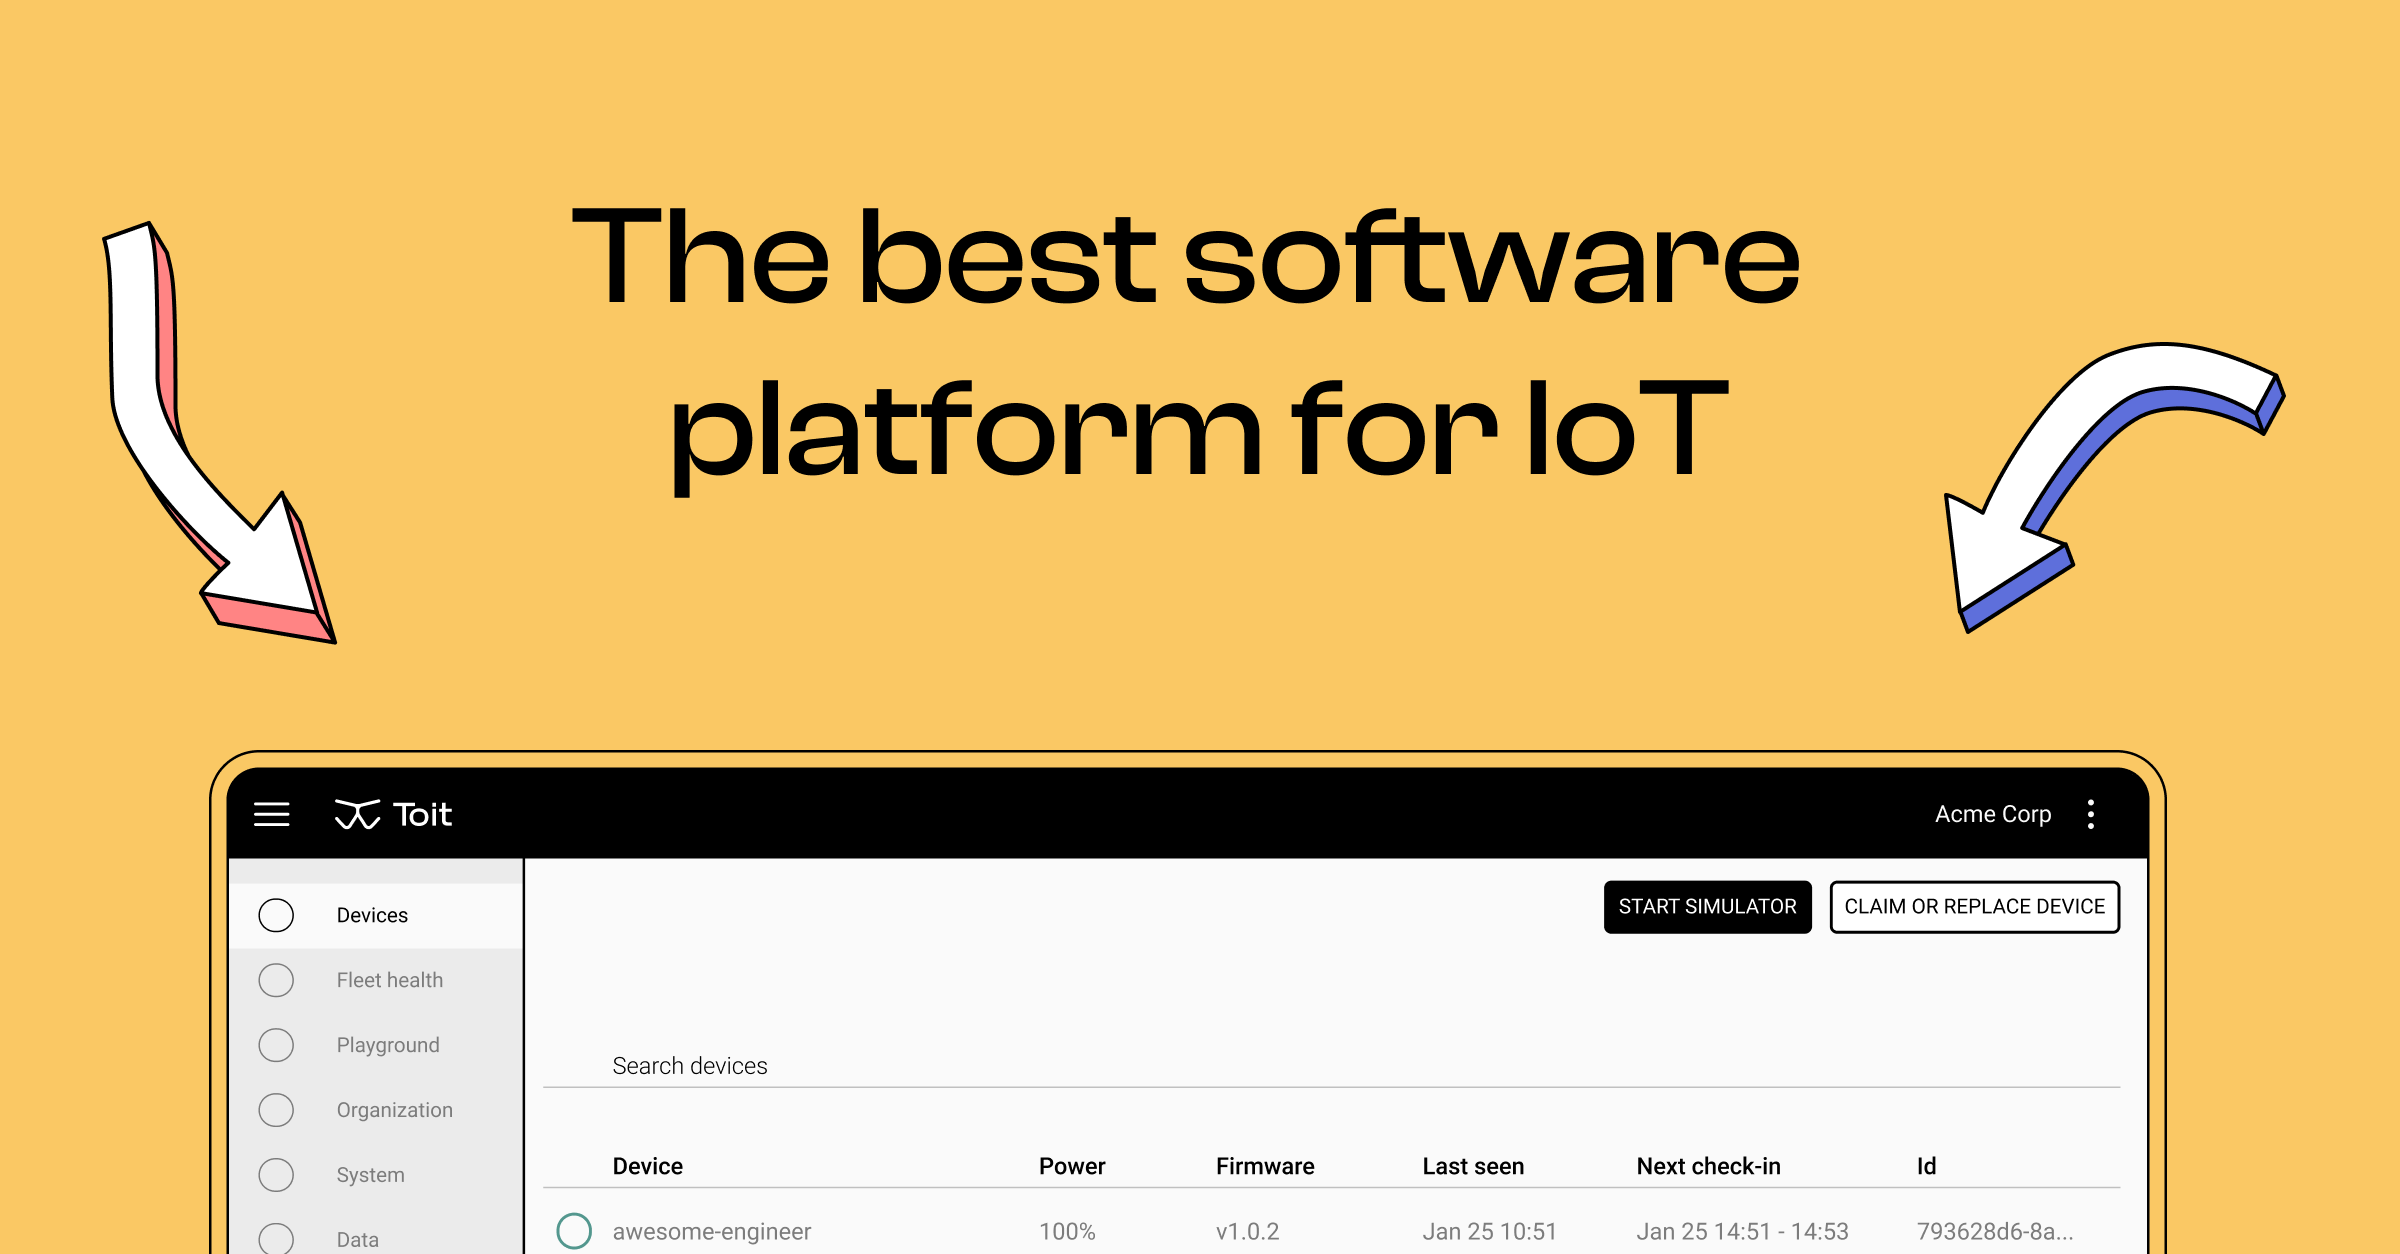 The best software
platform for IoT
Toit
Acme Corp
START SIMULATOR
CLAIM OR REPLACE DEVICE
Devices
Fleet health
Playground
Organization
System
Data
Search devices
Device Power Firmware Last seen Next check-in Id
awesome-engineer 100% v1.0.2 Jan 25 10:51 Jan 25 14:51 - 14:53 793628d6-8a...